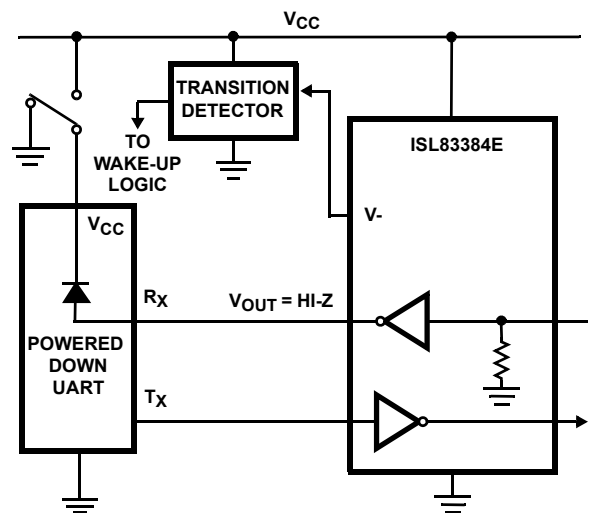 VCC
TRANSITION
DETECTOR
TO
WAKE-UP
LOGIC
ISL83384E
V-
VCC
RX
VOUT = HI-Z
POWERED
DOWN
UART
TX